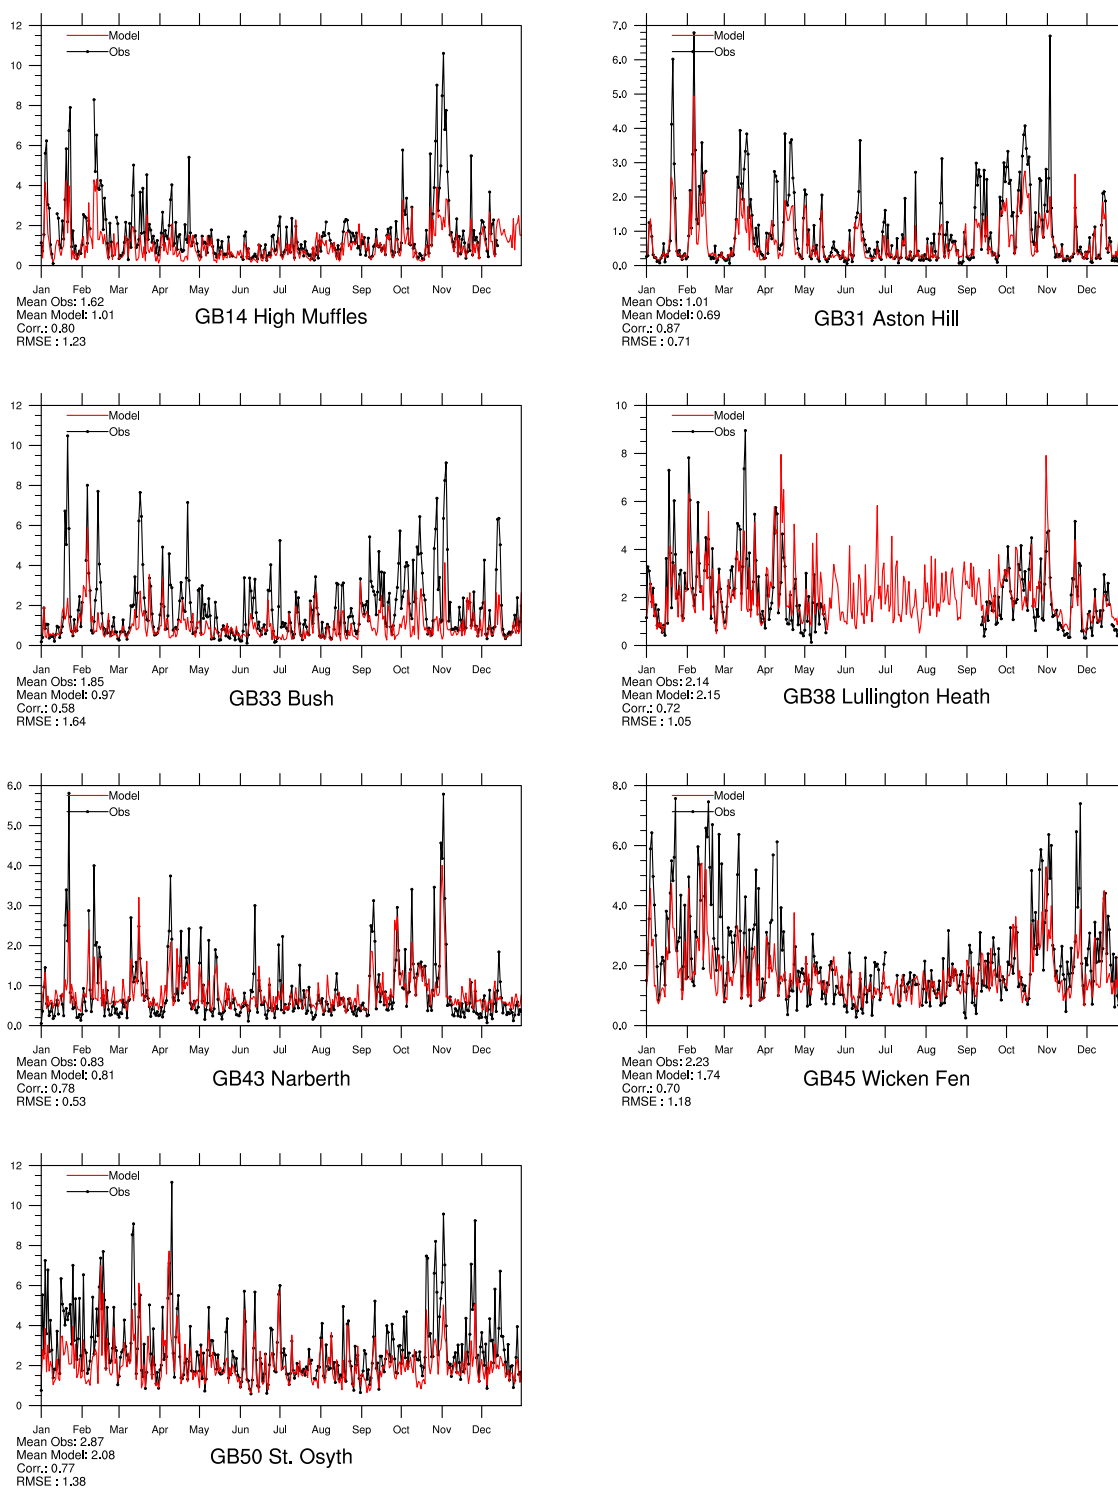 12
10
8
6
4
2
0
Model
Obs
Jan Feb Mar Apr May Jun Jul Aug Sep Oct Nov Dec
Mean Obs: 1.62
Mean Model: 1.01
Corr.: 0.80
RMSE : 1.23
GB14 High Muffles
7.0
6.0
5.0
4.0
3.0
2.0
1.0
0.0
Model
Obs
Jan Feb Mar Apr May Jun Jul Aug Sep Oct Nov Dec
Mean Obs: 1.01
Mean Model: 0.69
Corr.: 0.87
RMSE : 0.71
GB31 Aston Hill
12
10
8
6
4
2
0
Model
Obs
Jan Feb Mar Apr May Jun Jul Aug Sep Oct Nov Dec
Mean Obs: 1.85
Mean Model: 0.97
Corr.: 0.58
RMSE : 1.64
GB33 Bush
10
8
6
4
2
0
Model
Obs
Jan Feb Mar Apr May Jun Jul Aug Sep Oct Nov Dec
Mean Obs: 2.14
Mean Model: 2.15
Corr.: 0.72
RMSE : 1.05
GB38 Lullington Heath
6.0
5.0
4.0
3.0
2.0
1.0
0.0
Model
Obs
Jan Feb Mar Apr May Jun Jul Aug Sep Oct Nov Dec
Mean Obs: 0.83
Mean Model: 0.81
Corr.: 0.78
RMSE : 0.53
GB43 Narberth
8.0
6.0
4.0
2.0
0.0
Model
Obs
Jan Feb Mar Apr May Jun Jul Aug Sep Oct Nov Dec
Mean Obs: 2.23
Mean Model: 1.74
Corr.: 0.70
RMSE : 1.18
GB45 Wicken Fen
12
10
8
6
4
2
0
Model
Obs
Jan Feb Mar Apr May Jun Jul Aug Sep Oct Nov Dec
Mean Obs: 2.87
Mean Model: 2.08
Corr.: 0.77
RMSE : 1.38
GB50 St. Osyth